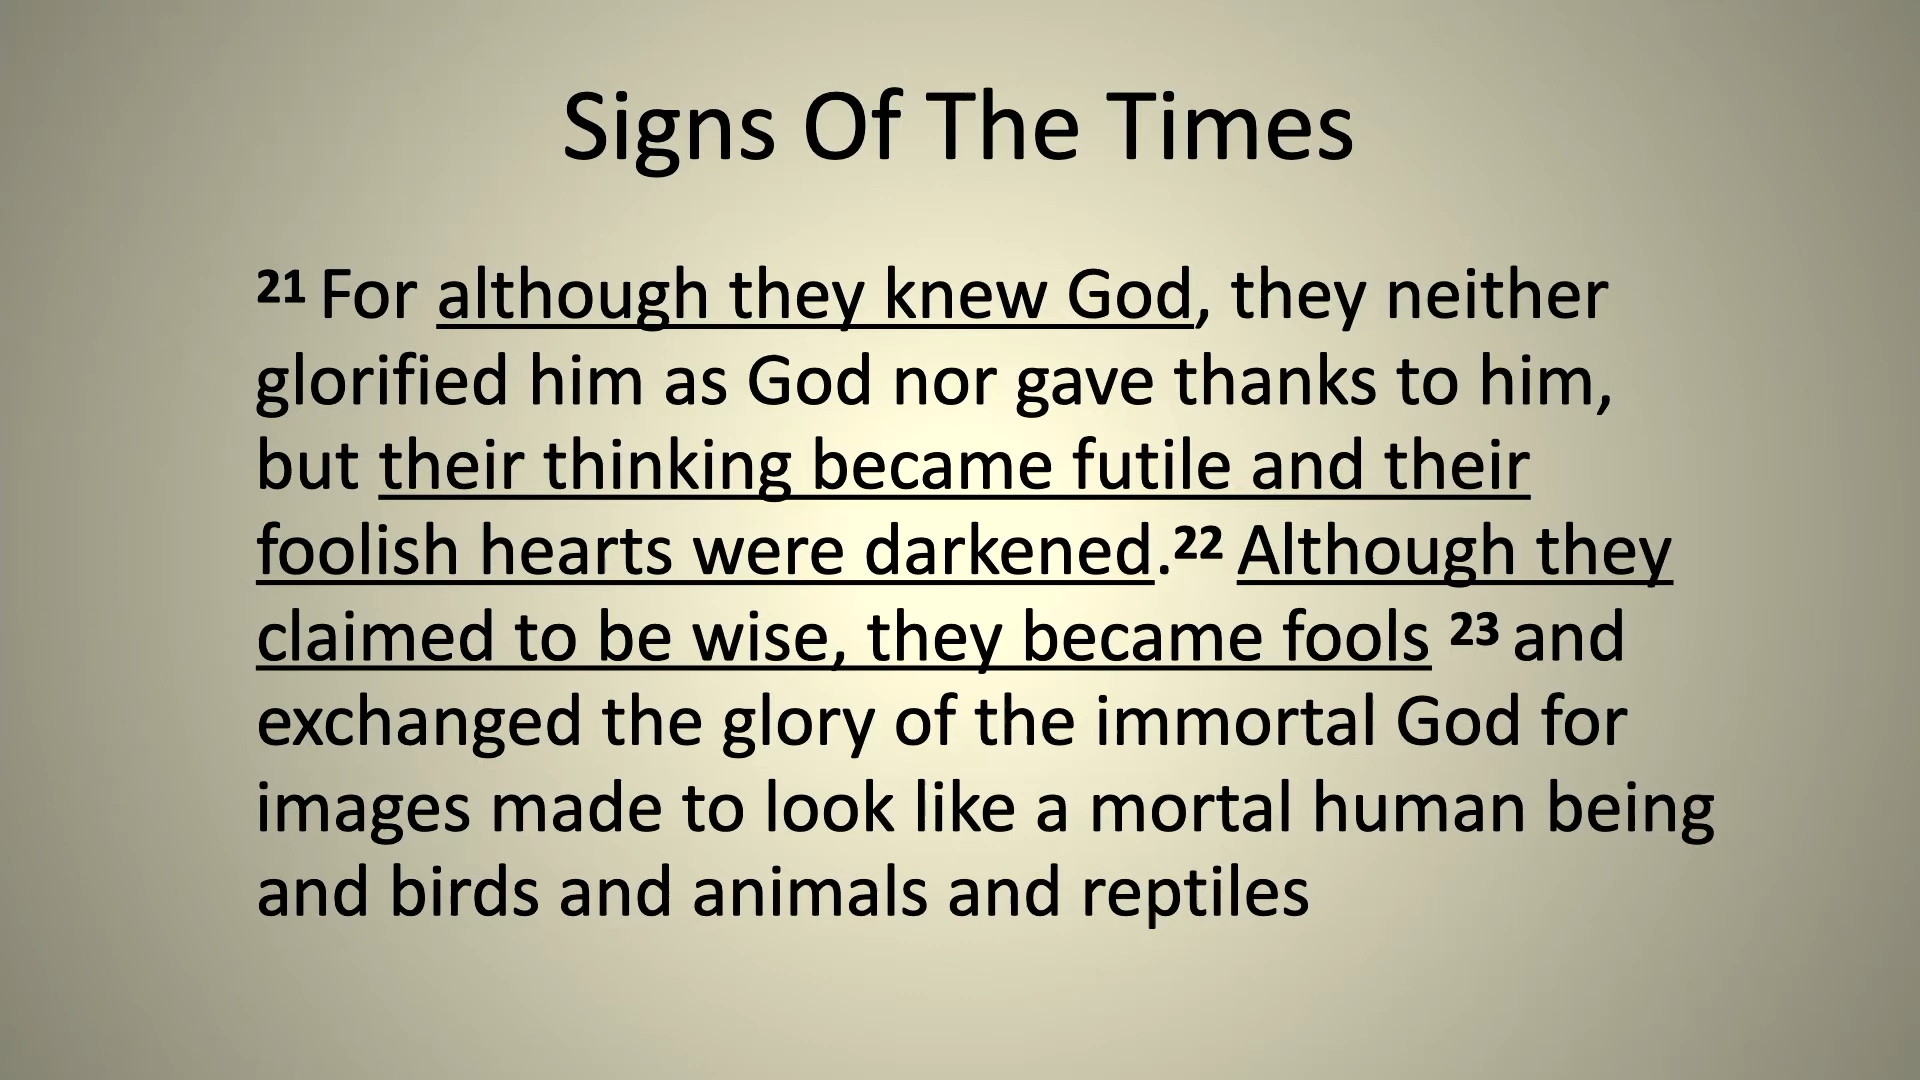 Signs Of The Times
21 For although they knew God, they neither
glorified him as God nor gave thanks to him,
but their thinking became futile and their
foolish hearts were darkened.22 Although they
claimed to be wise, they became fools 23 and
exchanged the glory of the immortal God for
images made to look like a mortal human being
and birds and animals and reptiles